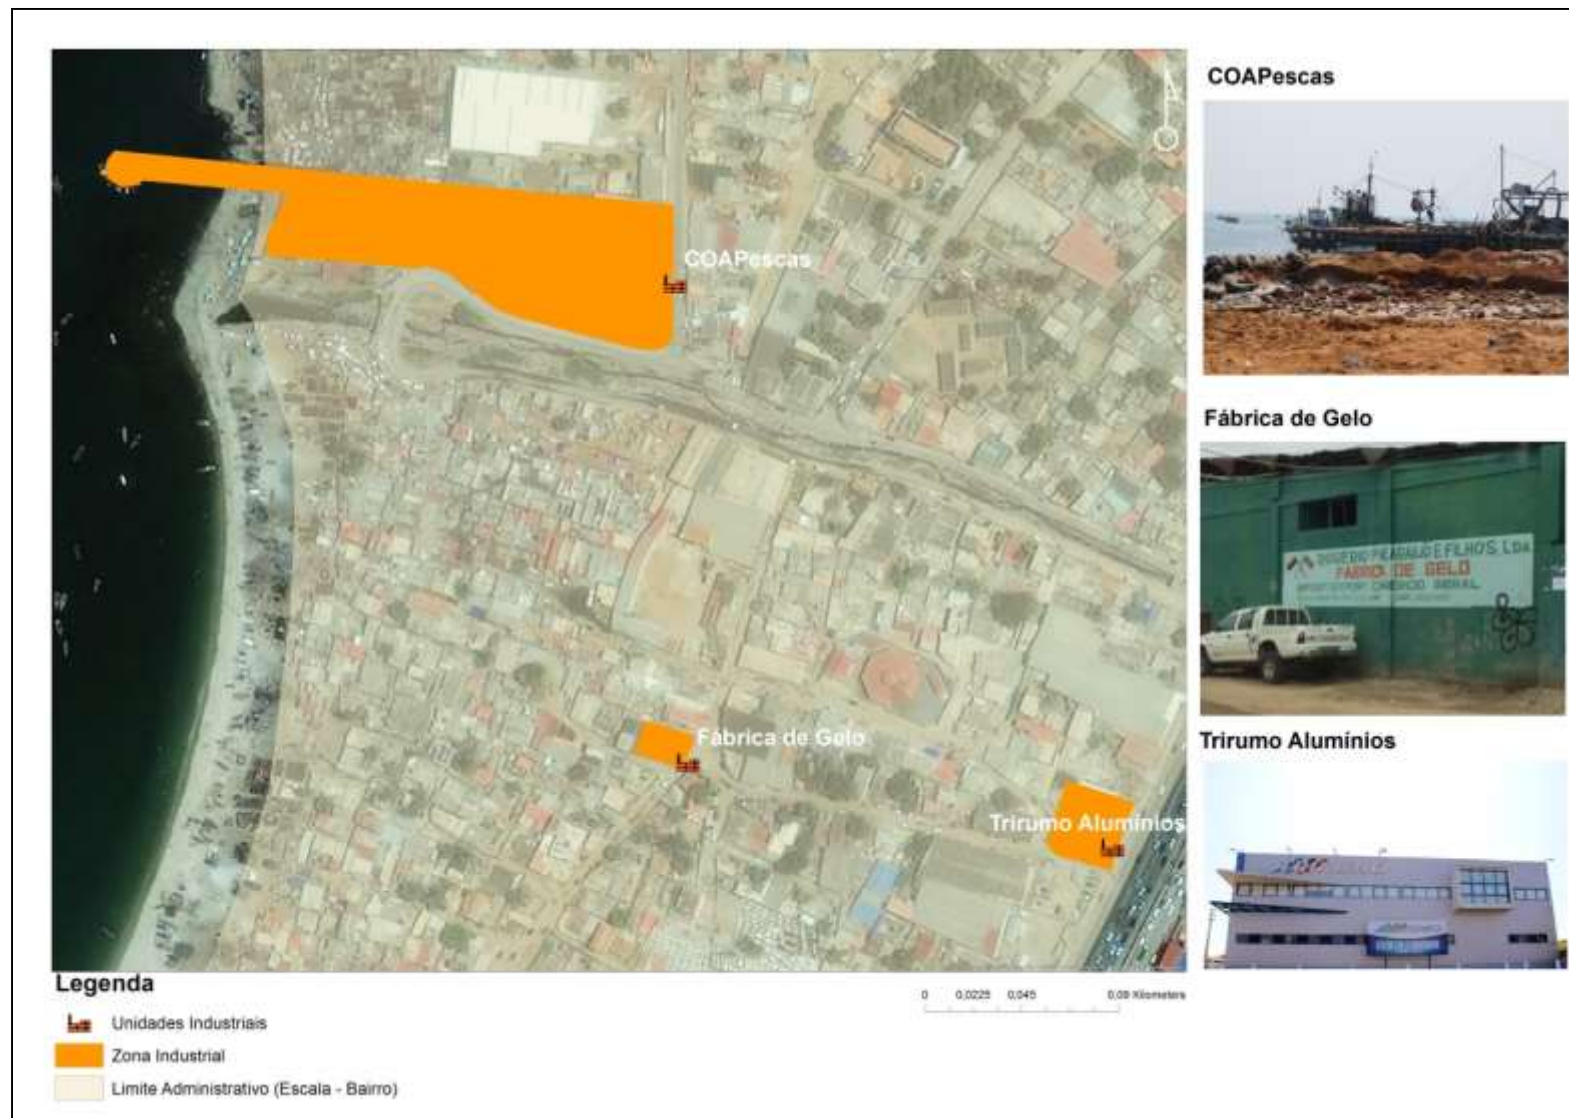 COAPescas
Fábrica de Gelo
FABRICA DE GELO
Trirumo Alumínios
COAPescas
Fábrica de Gelo
Trirumo Alumínios
Legenda
Unidades Industriais
Zona Industrial
Limite Administrativo (Escala - Bairro)
0 0,0225 0,045 0,09 Kilometers